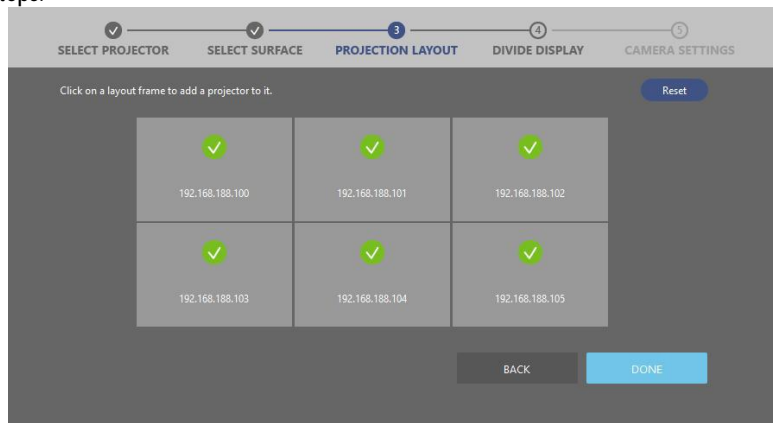 3
4
5
SELECT PROJECTOR
SELECT SURFACE
PROJECTION LAYOUT
DIVIDE DISPLAY
CAMERA SETTINGS
Click on a layout frame to add a projector to it.
Reset
192.168.188.100
192.168.188.101
192.168.188.102
192.168.188.103
192.168.188.104
192.168.188.105
BACK
DONE